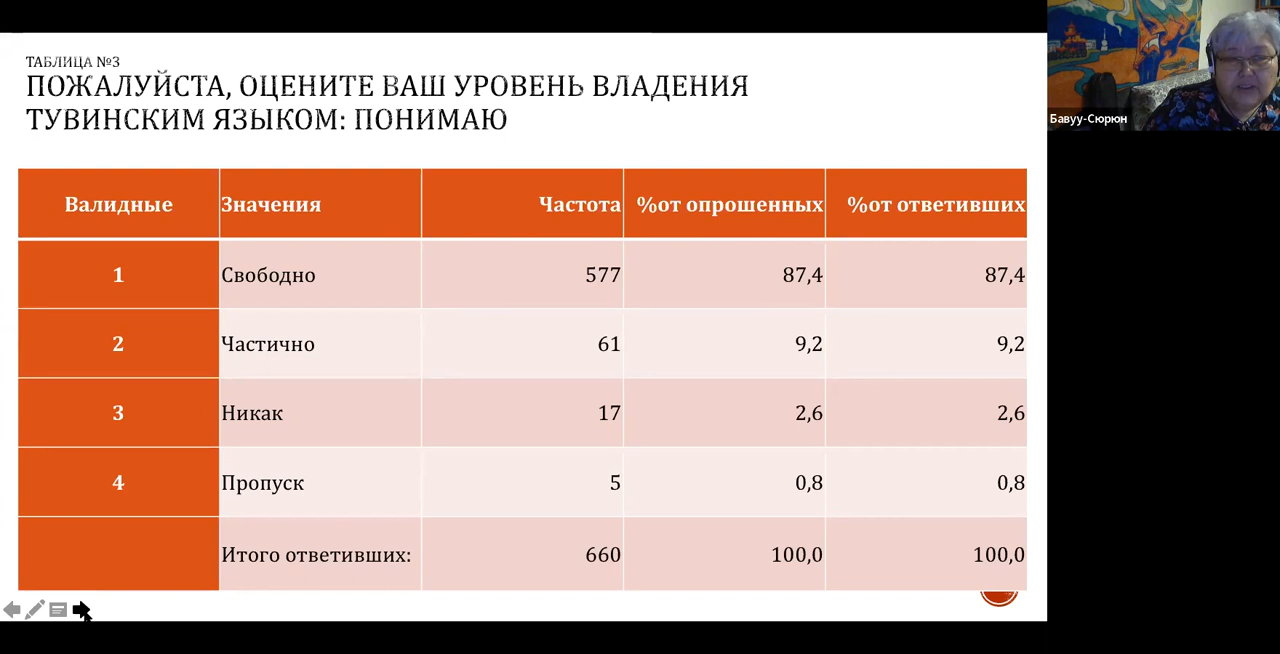 ТАБЛИЦА №3
ПОЖАЛУЙСТА, ОЦЕНИТЕ ВАШ УРОВЕНЬ ВЛАДЕНИЯ
ТУВИНСКИМ ЯЗЫКОМ: ПОНИМАЮ
Валидные Значения Частота %от опрошенных %от ответивших
1 Свободно 577 87,4 87,4
2 Частично 61 9,2 9,2
3 Никак 17 2,6 2,6
4 Пропуск 5 0,8 0,8
Итого ответивших: 660 100,0 100,0
Бавуу-Сюрюн